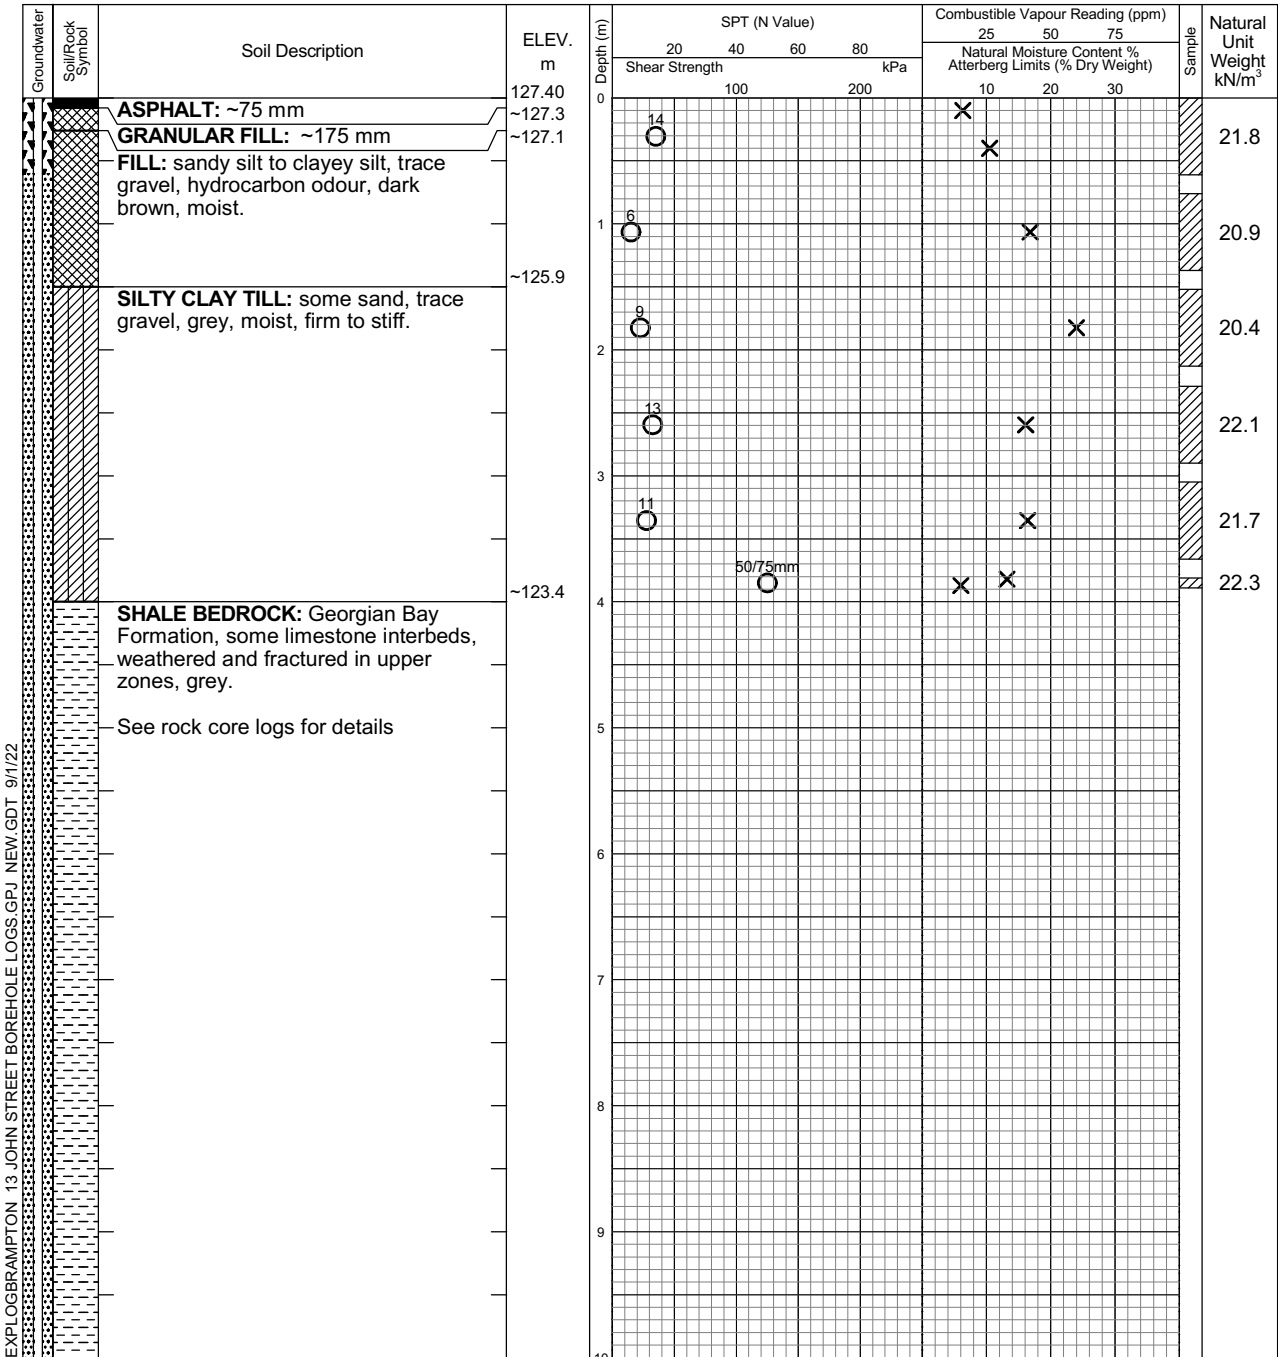 Groundwater
Soil/Rock
Symbol
Soil Description
ELEV.
m
127.40
Depth (m)
SPT (N Value)
20 40 60 80
Shear Strength kPa
100 200
Combustible Vapour Reading (ppm)
25 50 75
Natural Moisture Content %
Atterberg Limits (% Dry Weight)
10 20 30
Sample
Natural
Unit
Weight
kN/m³
0
ASPHALT: ~75 mm
~127.3
GRANULAR FILL: ~175 mm
~127.1
14
21.8
FILL: sandy silt to clayey silt, trace
gravel, hydrocarbon odour, dark
brown, moist.
1
6
20.9
~125.9
SILTY CLAY TILL: some sand, trace
gravel, grey, moist, firm to stiff.
9
20.4
2
13
22.1
3
11
21.7
50/75mm
22.3
~123.4
4
SHALE BEDROCK: Georgian Bay
Formation, some limestone interbeds,
weathered and fractured in upper
zones, grey.
See rock core logs for details
5
6
7
8
9
10
EXPLOGBRAMPTON 13 JOHN STREET BOREHOLE LOGS.GPJ NEW.GDT 9/1/22